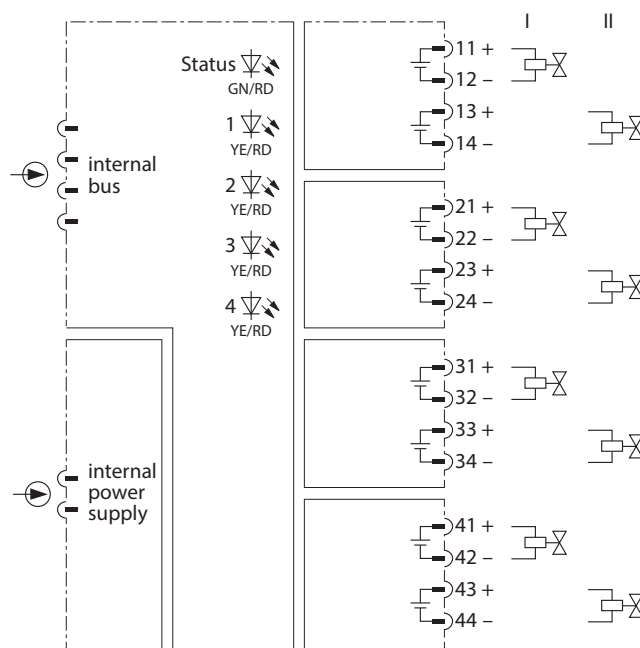 I II
Status
GN/RD
1
YE/RD
2
YE/RD
3
YE/RD
4
YE/RD
internal
bus
internal
power
supply
11 +
12 –
13 +
14 –
21 +
22 –
23 +
24 –
31 +
32 –
33 +
34 –
41 +
42 –
43 +
44 –